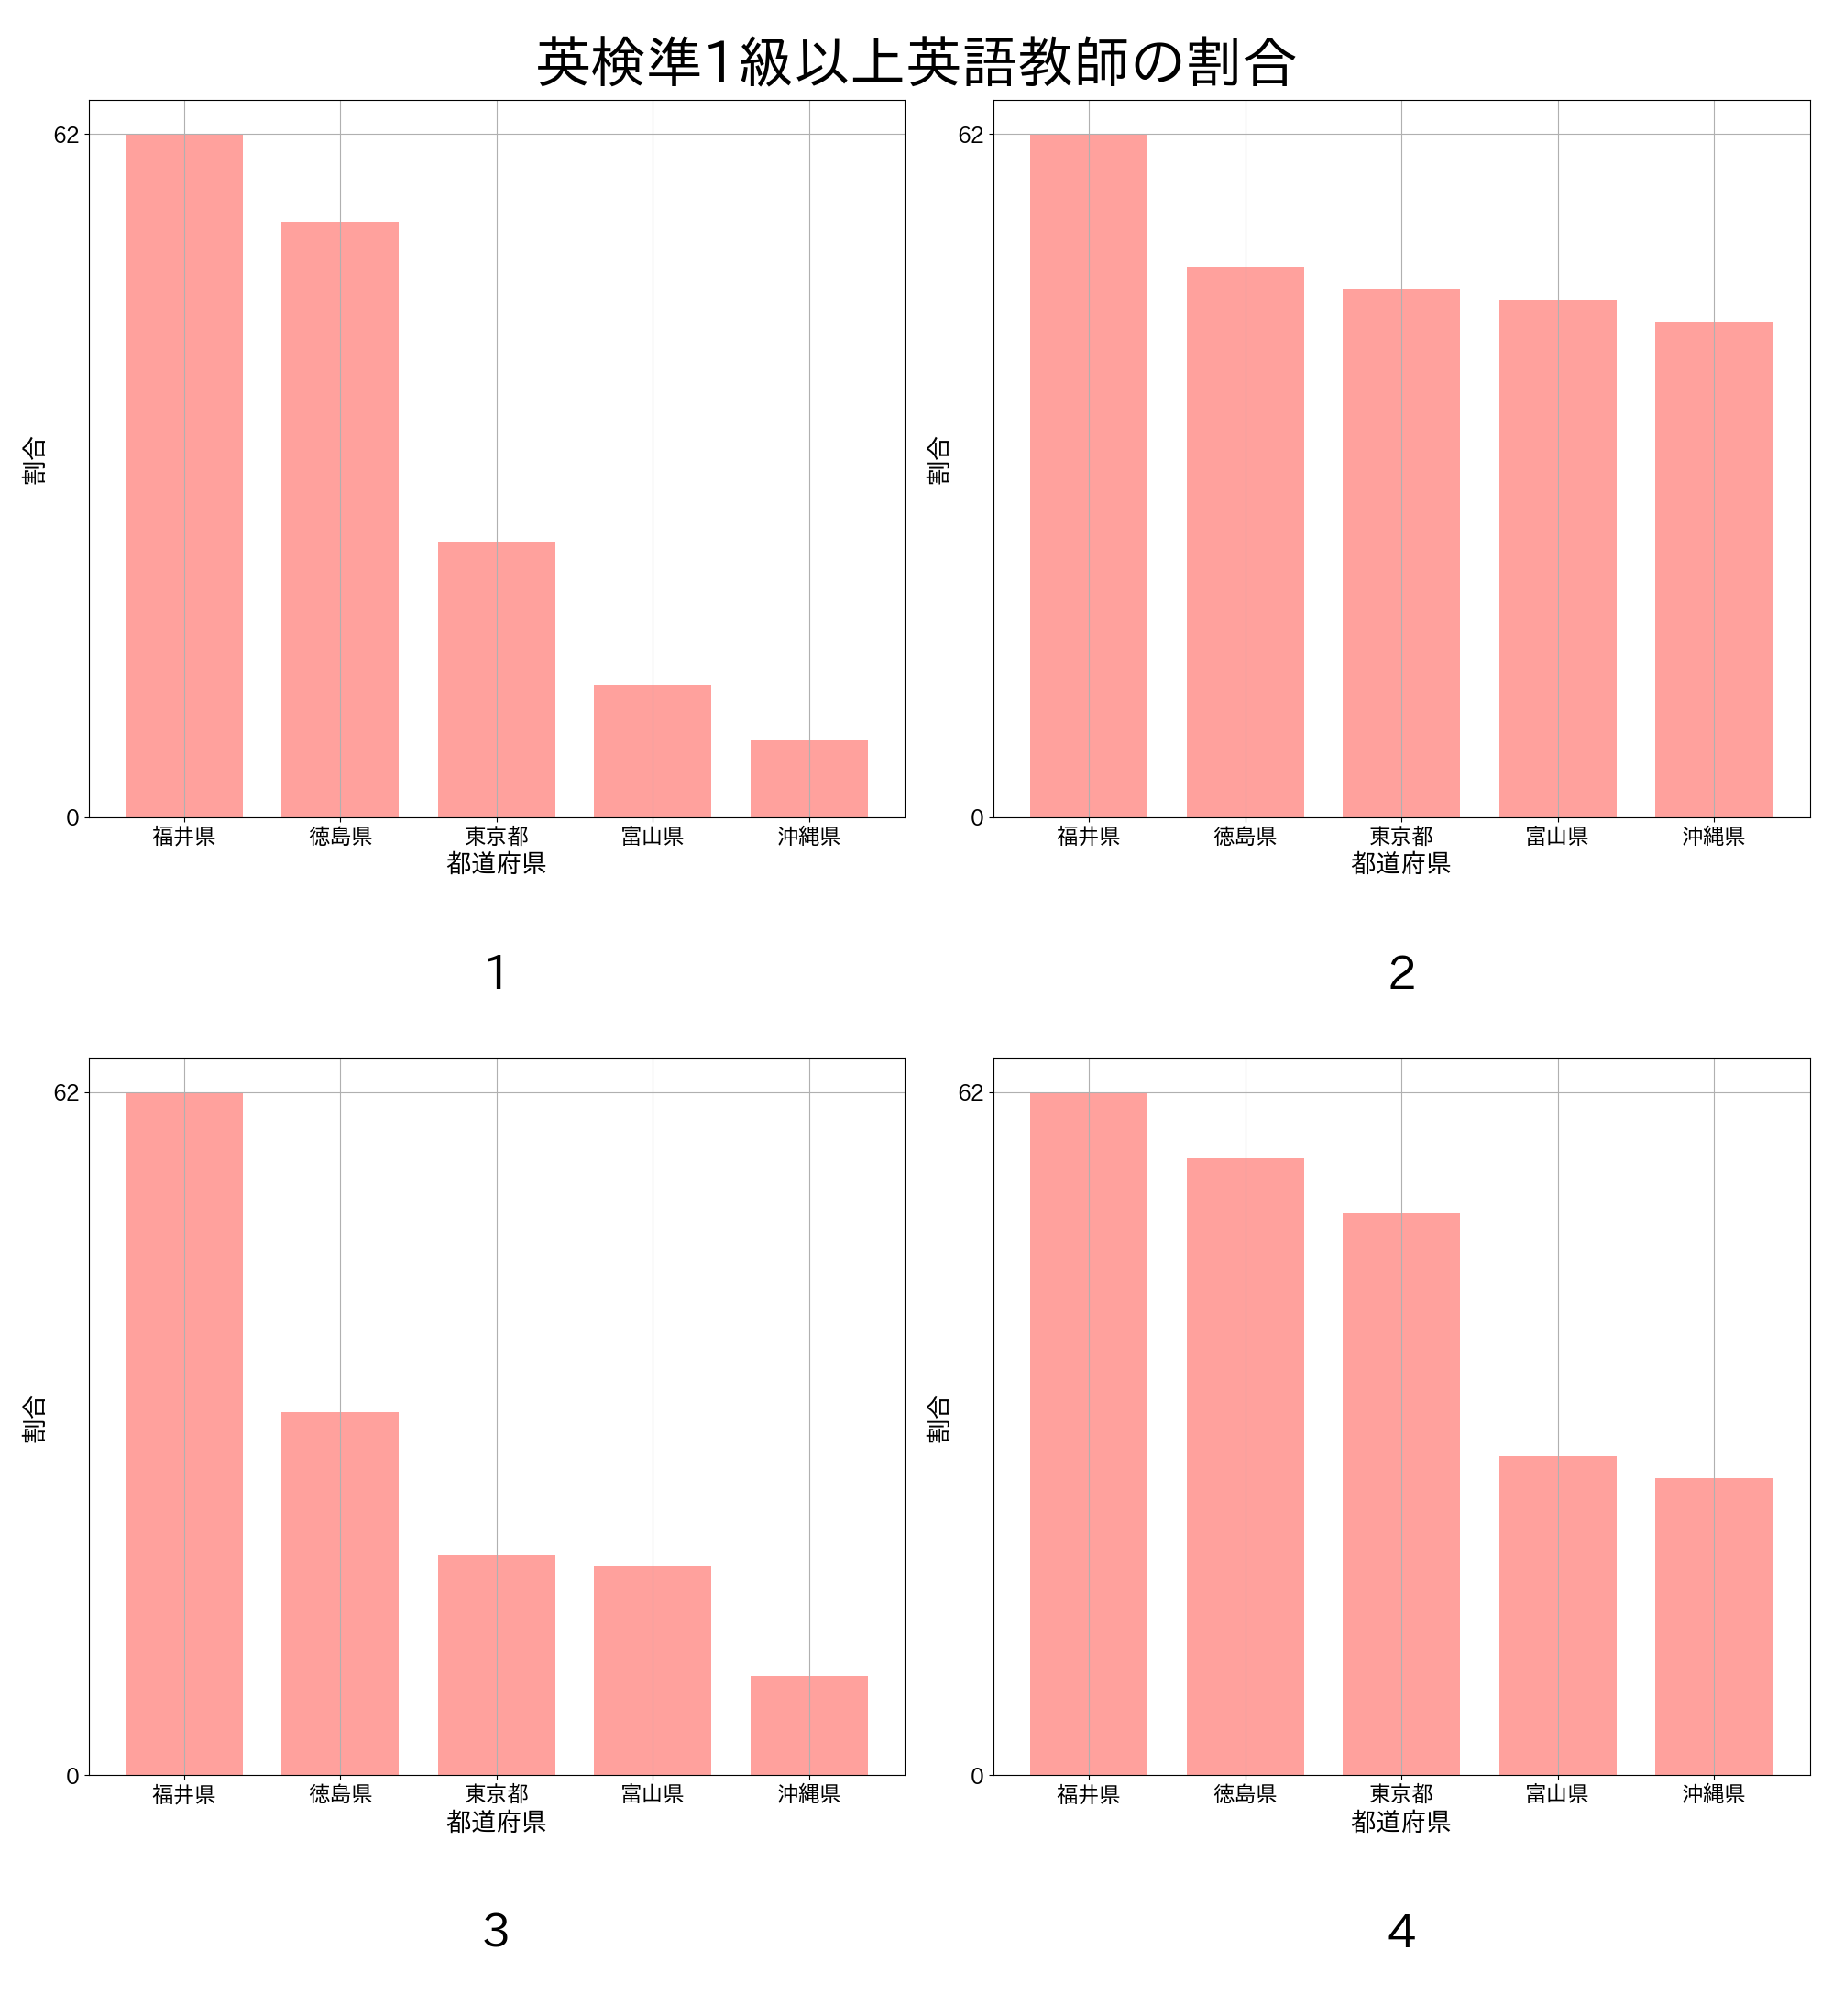 英検準1級以上英語教師の割合
62
0
割合
福井県 徳島県 東京都 富山県 沖縄県
都道府県
1
62
0
割合
福井県 徳島県 東京都 富山県 沖縄県
都道府県
2
62
0
割合
福井県 徳島県 東京都 富山県 沖縄県
都道府県
3
62
0
割合
福井県 徳島県 東京都 富山県 沖縄県
都道府県
4